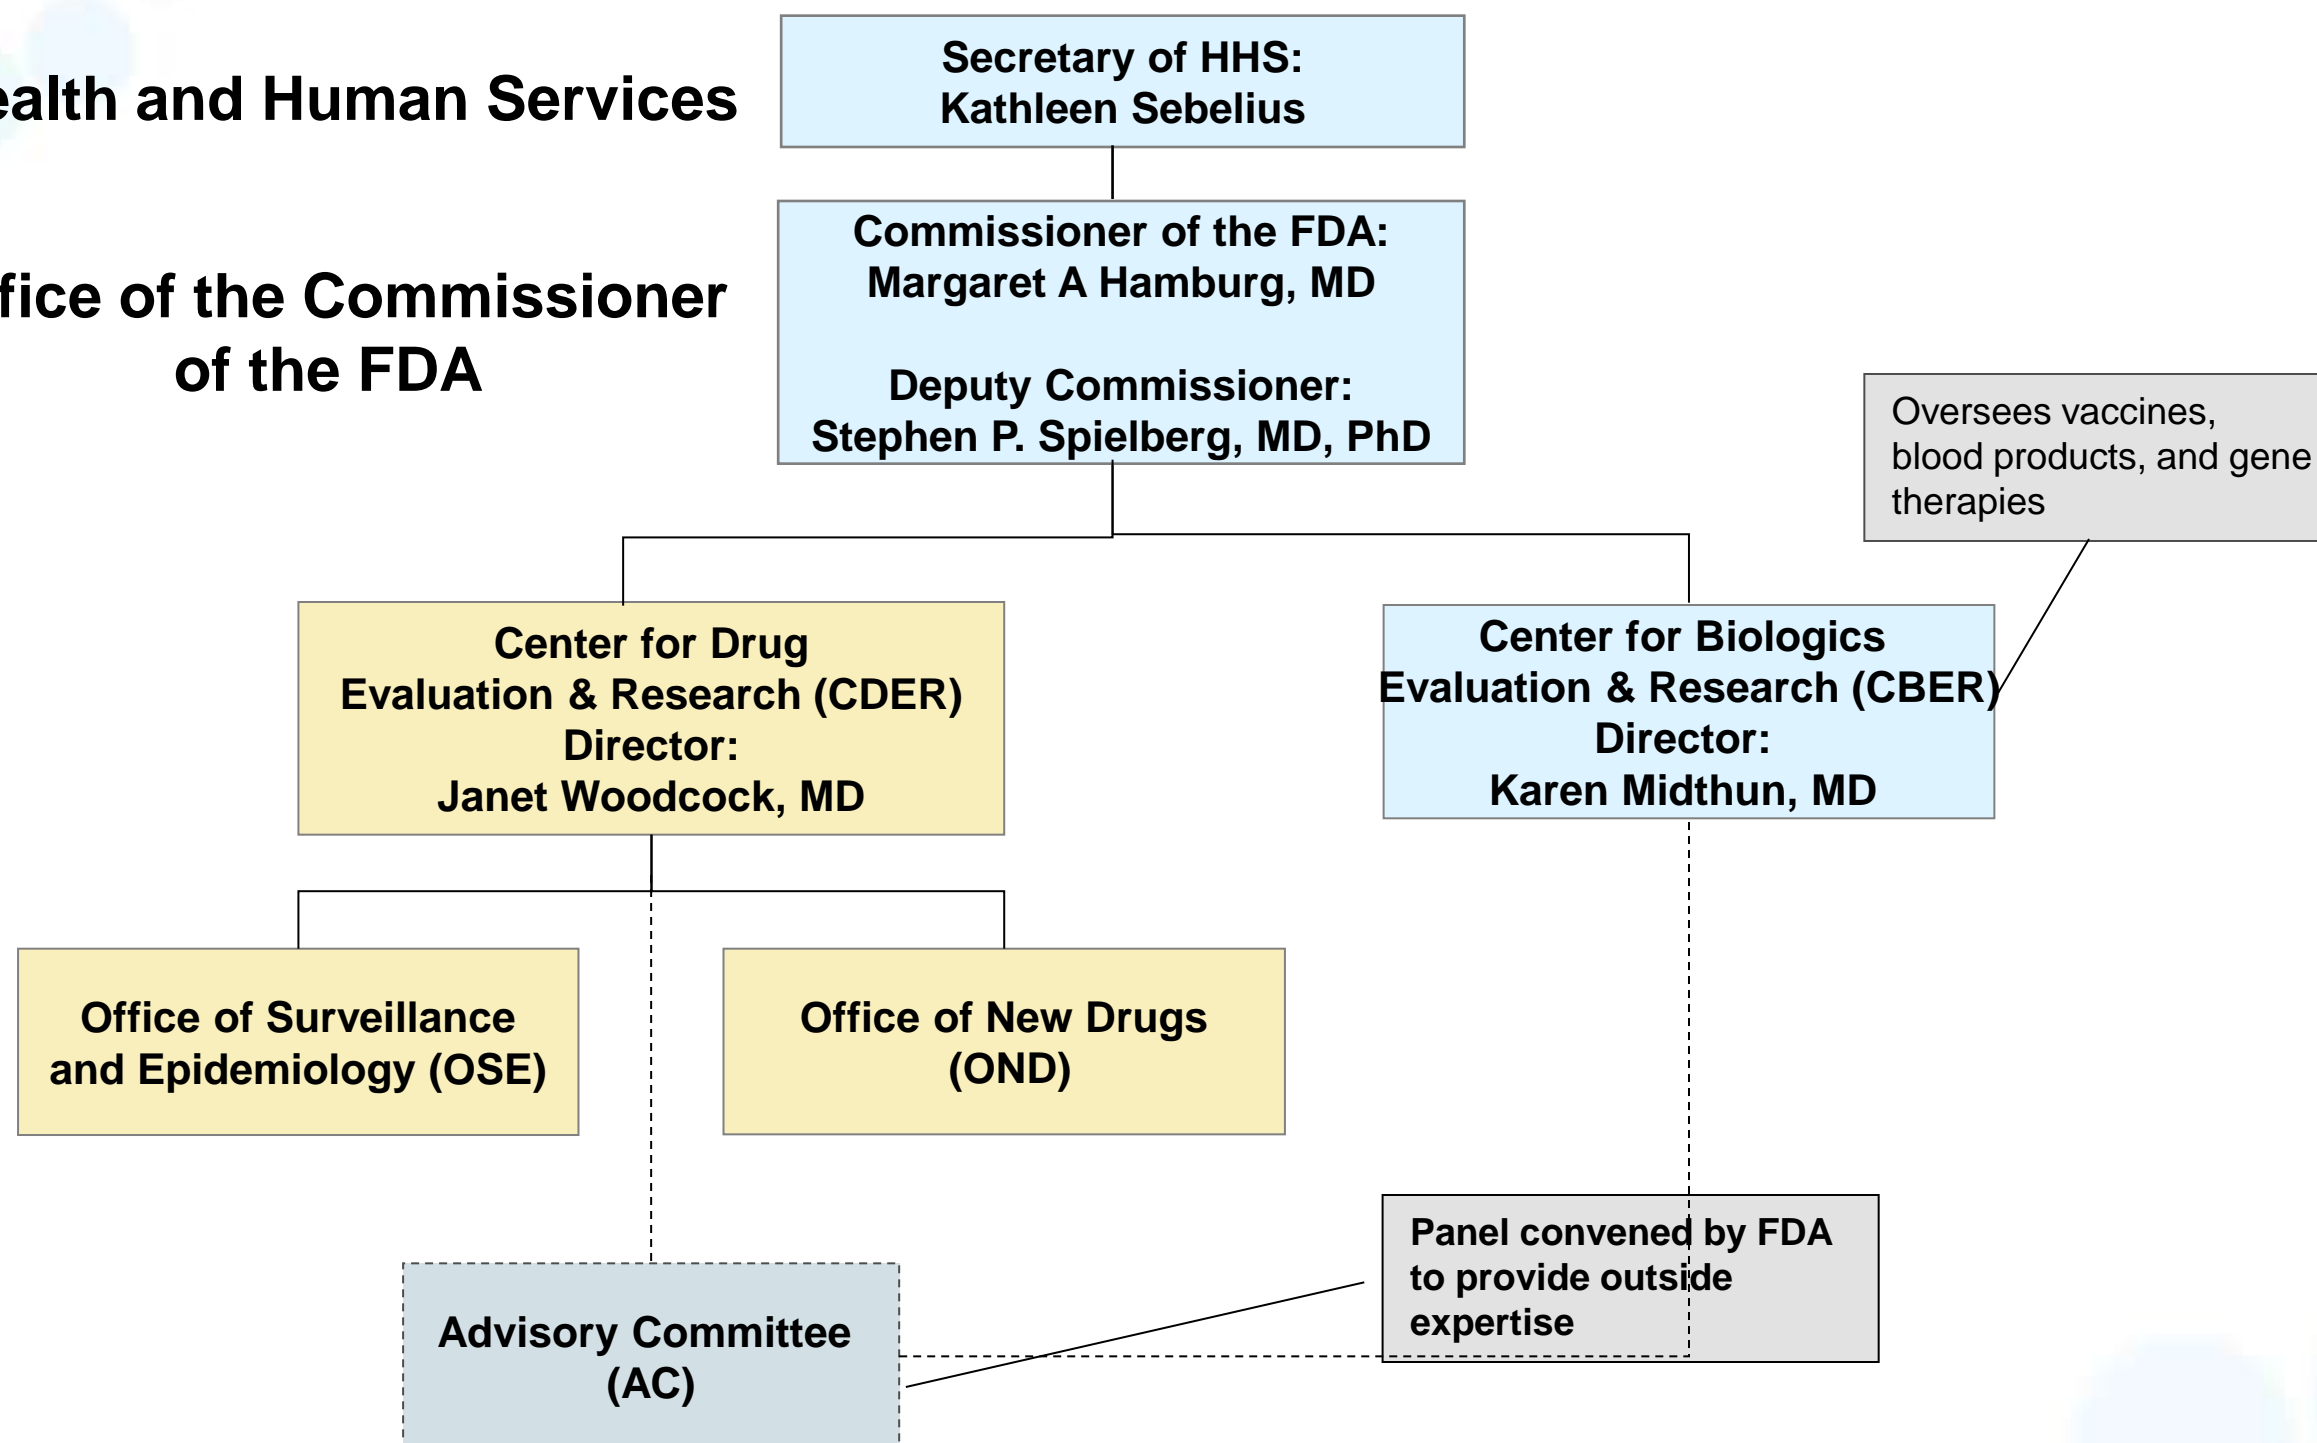 Secretary of HHS:
Kathleen Sebelius
ealth and Human Services
Commissioner of the FDA:
Margaret A Hamburg, MD
Deputy Commissioner:
Stephen P. Spielberg, MD, PhD
fice of the Commissioner
of the FDA
Oversees vaccines,
blood products, and gene
therapies
Center for Drug
Evaluation & Research (CDER)
Director:
Janet Woodcock, MD
Center for Biologics
Evaluation & Research (CBER)
Director:
Karen Midthun, MD
Office of Surveillance
and Epidemiology (OSE)
Office of New Drugs
(OND)
Panel convened by FDA
to provide outside
expertise
Advisory Committee
(AC)